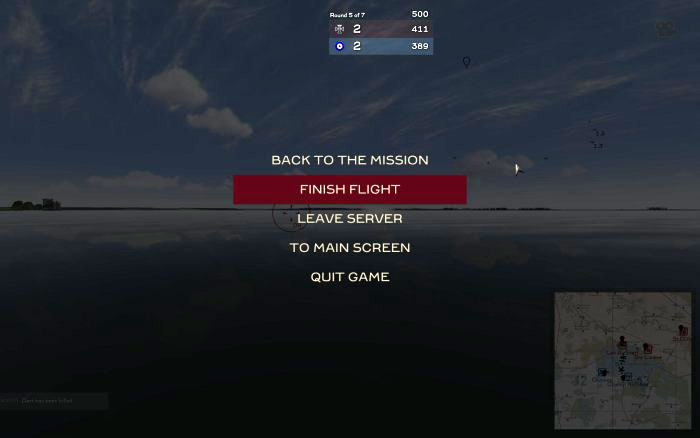 Round 5 of 7 500
2 411
2 389
BACK TO THE MISSION
FINISH FLIGHT
LEAVE SERVER
TO MAIN SCREEN
QUIT GAME